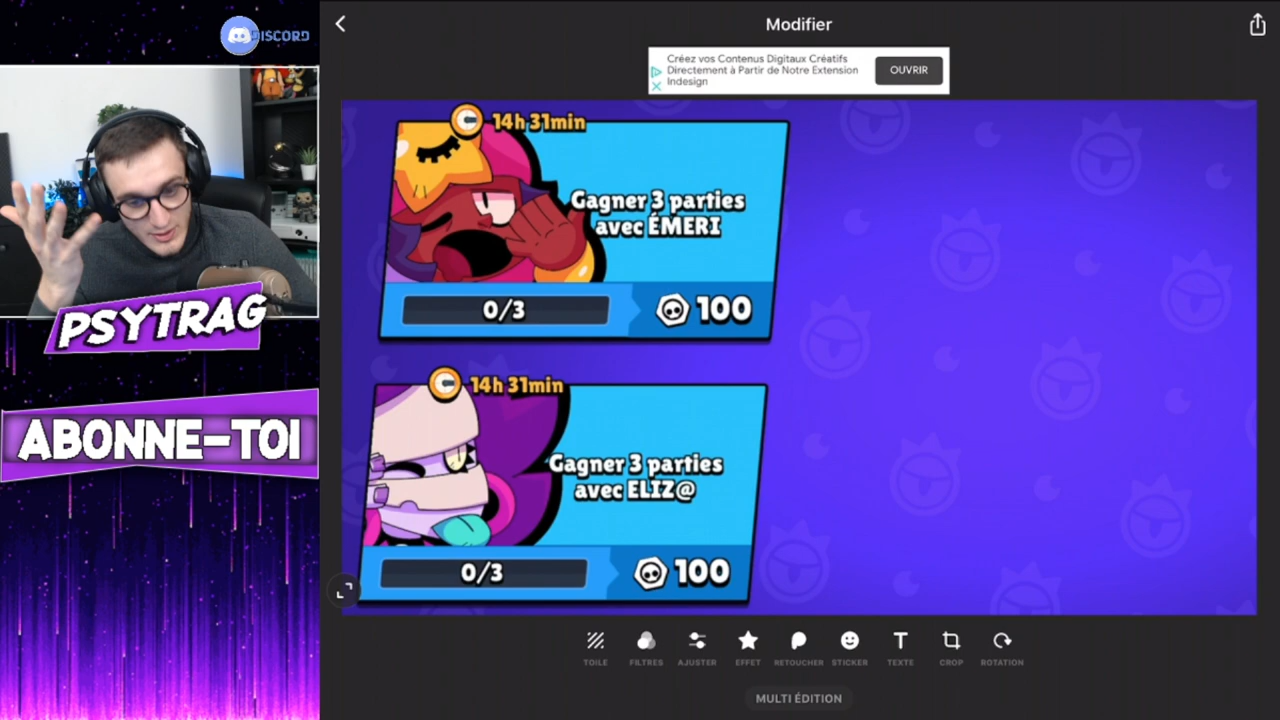 DISCORD
PSYTRAG
ABONNE-TOI
Modifier
Créez vos Contenus Digitaux Créatifs
Directement à Partir de Notre Extension
Indesign
OUVRIR
14h 31min
Gagner 3 parties
avec ÉMERI
0/3
100
14h 31min
Gagner 3 parties
avec ELIZ@
0/3
100
TOILE
FILTRES
AJUSTER
EFFET
RETOUCHER
STICKER
TEXTE
CROP
ROTATION
MULTI ÉDITION